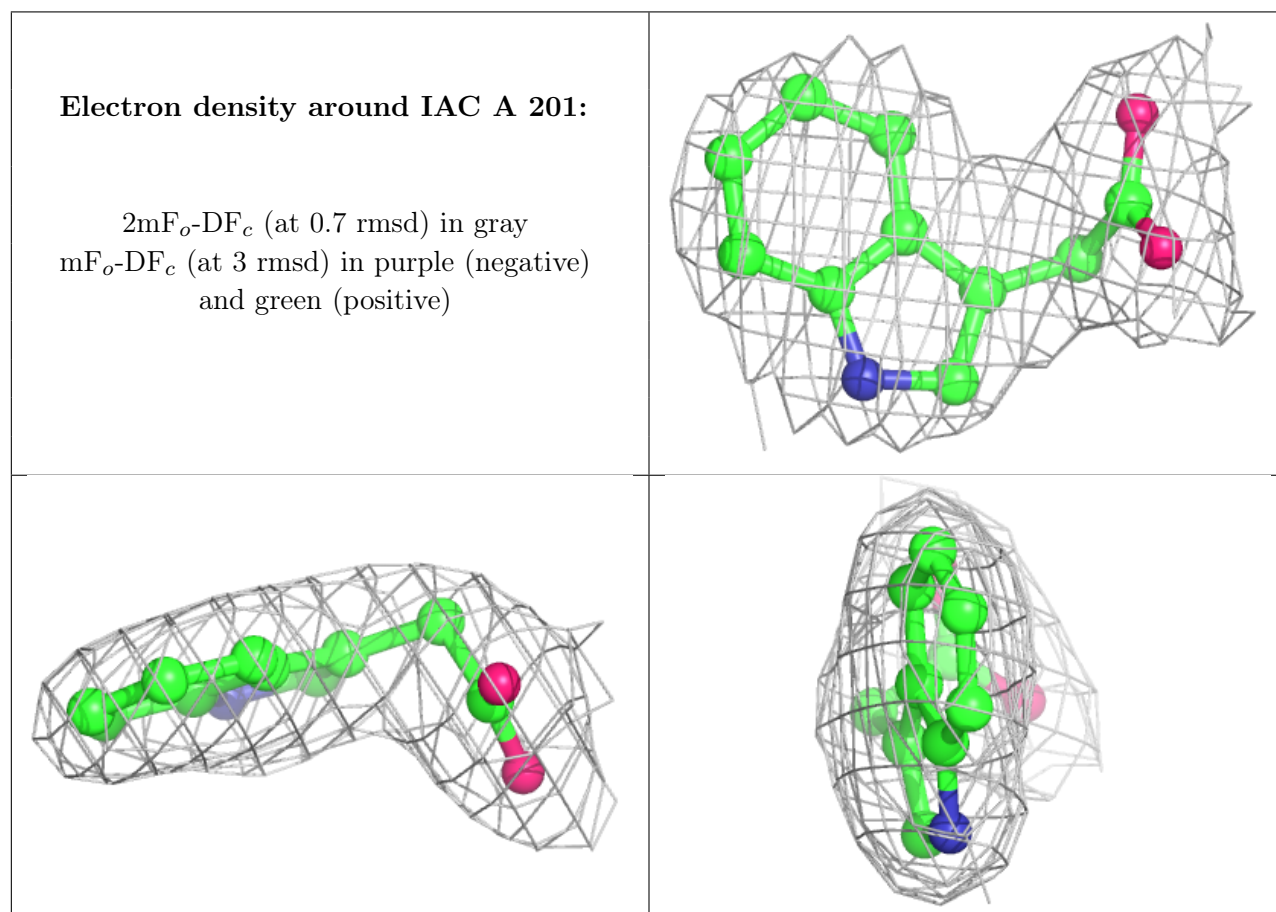 Electron density around IAC A 201:
2mFo-DFc (at 0.7 rmsd) in gray
mFo-DFc (at 3 rmsd) in purple (negative)
and green (positive)